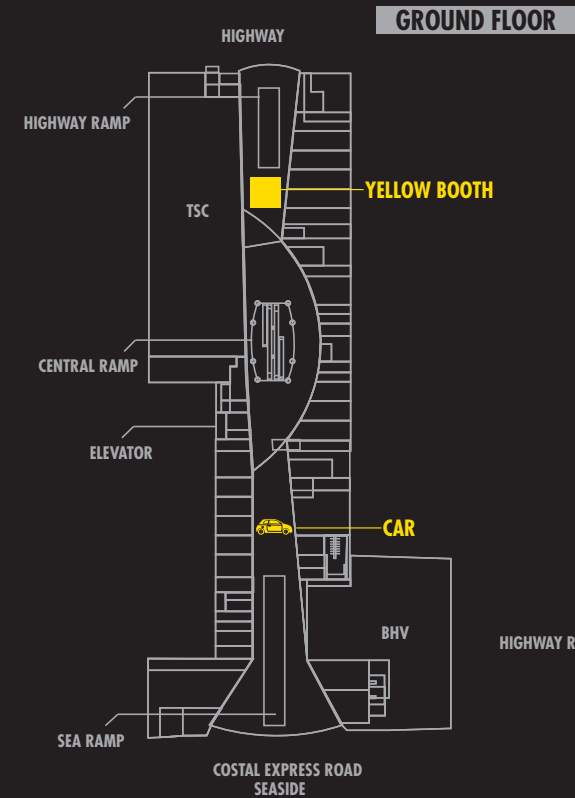 GROUND FLOOR
HIGHWAY
HIGHWAY RAMP
YELLOW BOOTH
TSC
CENTRAL RAMP
ELEVATOR
CAR
BHV
HIGHWAY R
SEA RAMP
COSTAL EXPRESS ROAD
SEASIDE